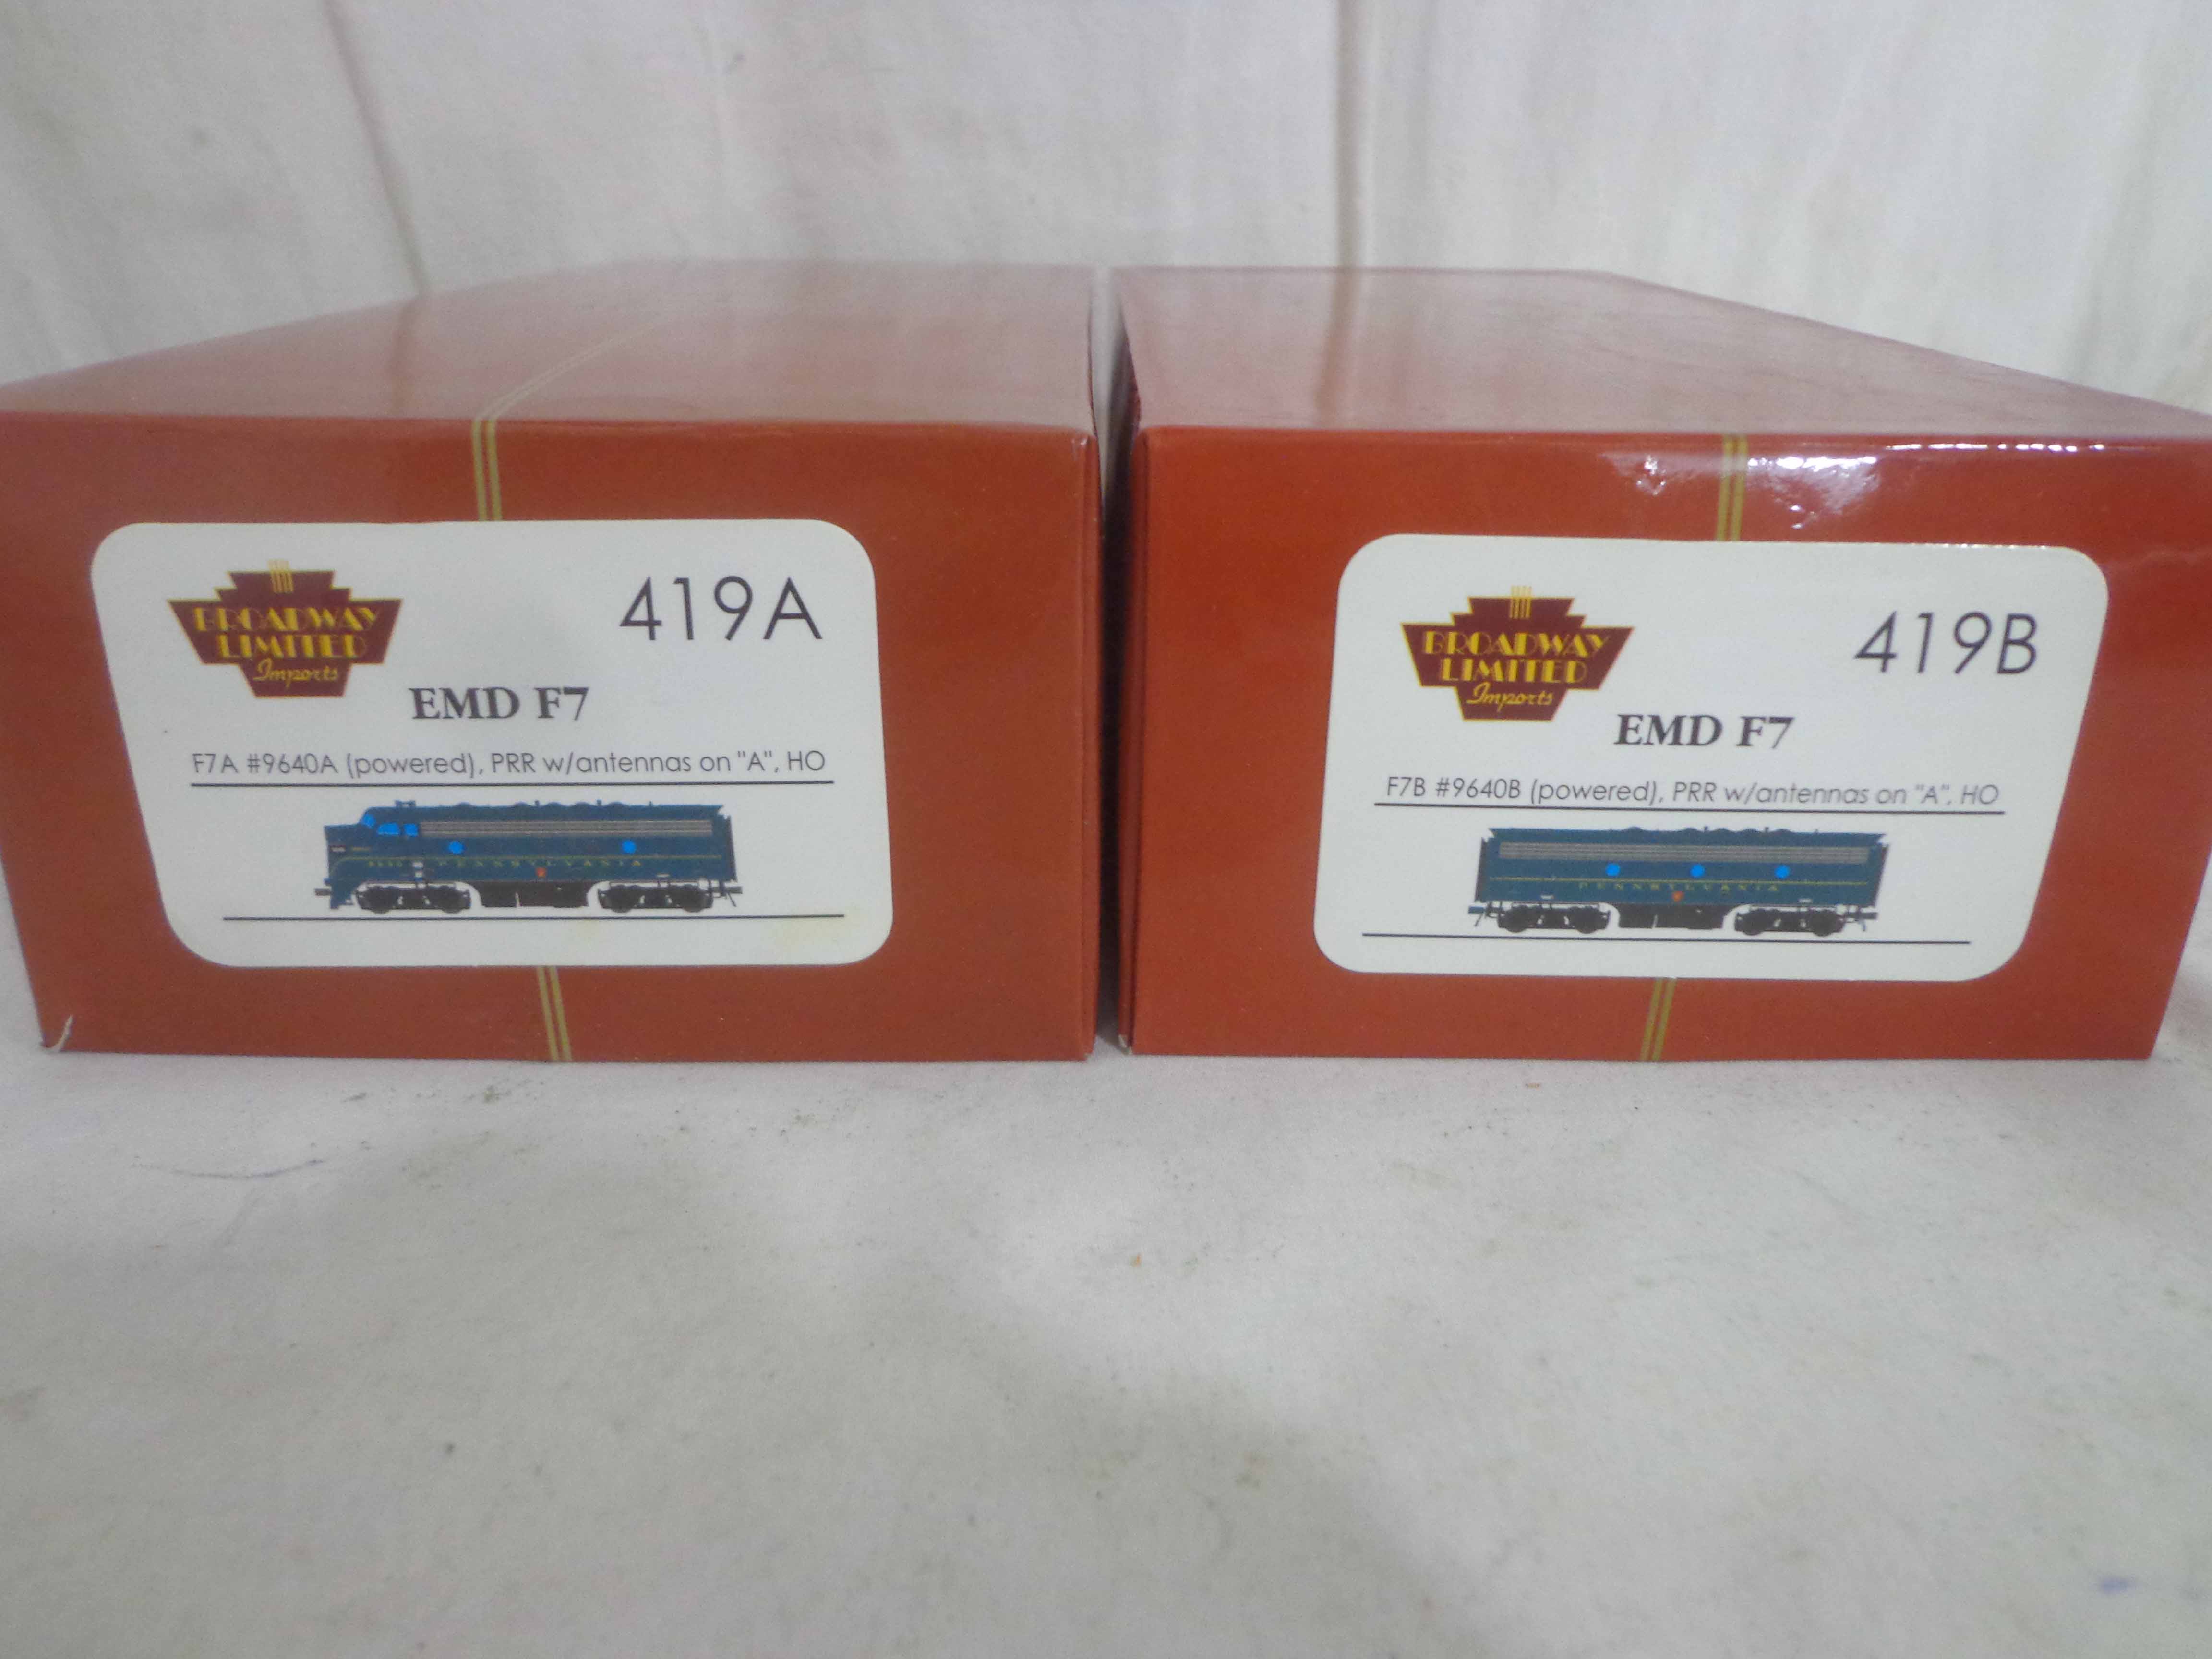 BROADWAY
LIMITED
Imports
419A
EMD F7
F7A #9640A (powered), PRR w/antennas on "A", HO
PENNSYLVANIA
BROADWAY
LIMITED
Imports
419B
EMD F7
F7B #9640B (powered), PRR w/antennas on "A", HO
PENNSYLVANIA